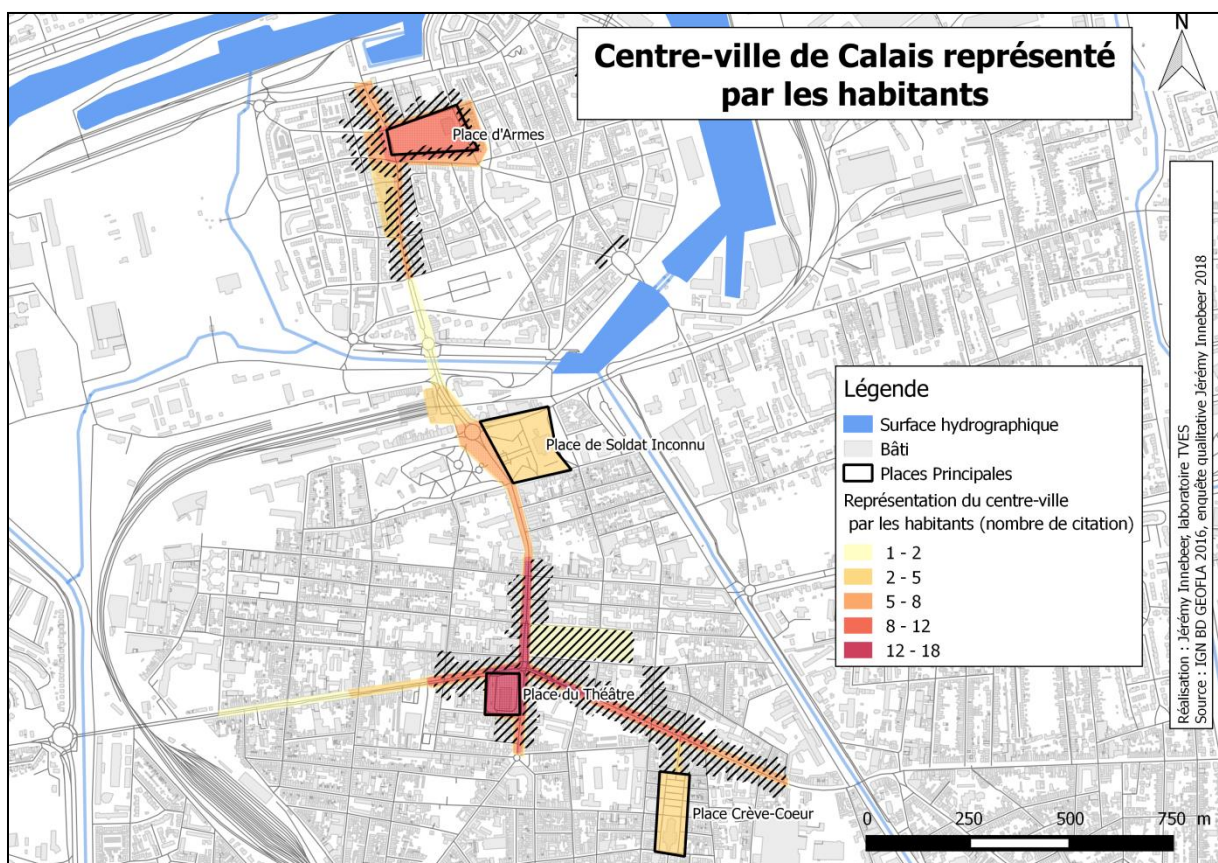 Centre-ville de Calais représenté
par les habitants
N
Place d'Armes
Place de Soldat Inconnu
Place du Théâtre
Place Crève-Coeur
Légende
Surface hydrographique
Bâti
Places Principales
Représentation du centre-ville
par les habitants (nombre de citation)
1 - 2
2 - 5
5 - 8
8 - 12
12 - 18
0 250 500 750 m
Réalisation : Jérémy Innebeer, laboratoire TVES
Source : IGN BD GEOFLA 2016, enquête qualitative Jérémy Innebeer 2018